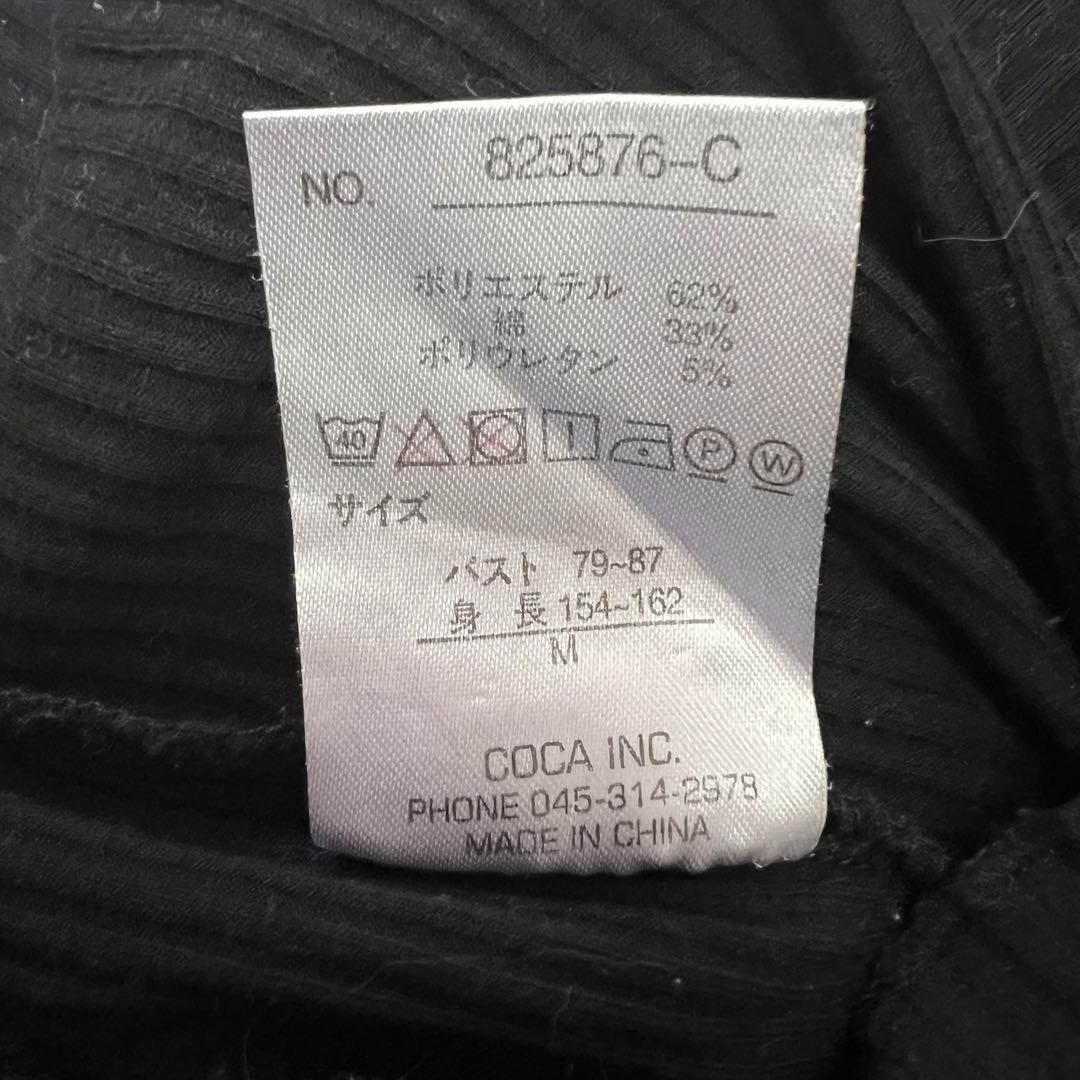 NO. 825876-C
ポリエステル 62%
綿 33%
ポリウレタン 5%
40 P W
サイズ
バスト 79~87
身長 154~162
M
COCA INC.
PHONE 045-314-2978
MADE IN CHINA